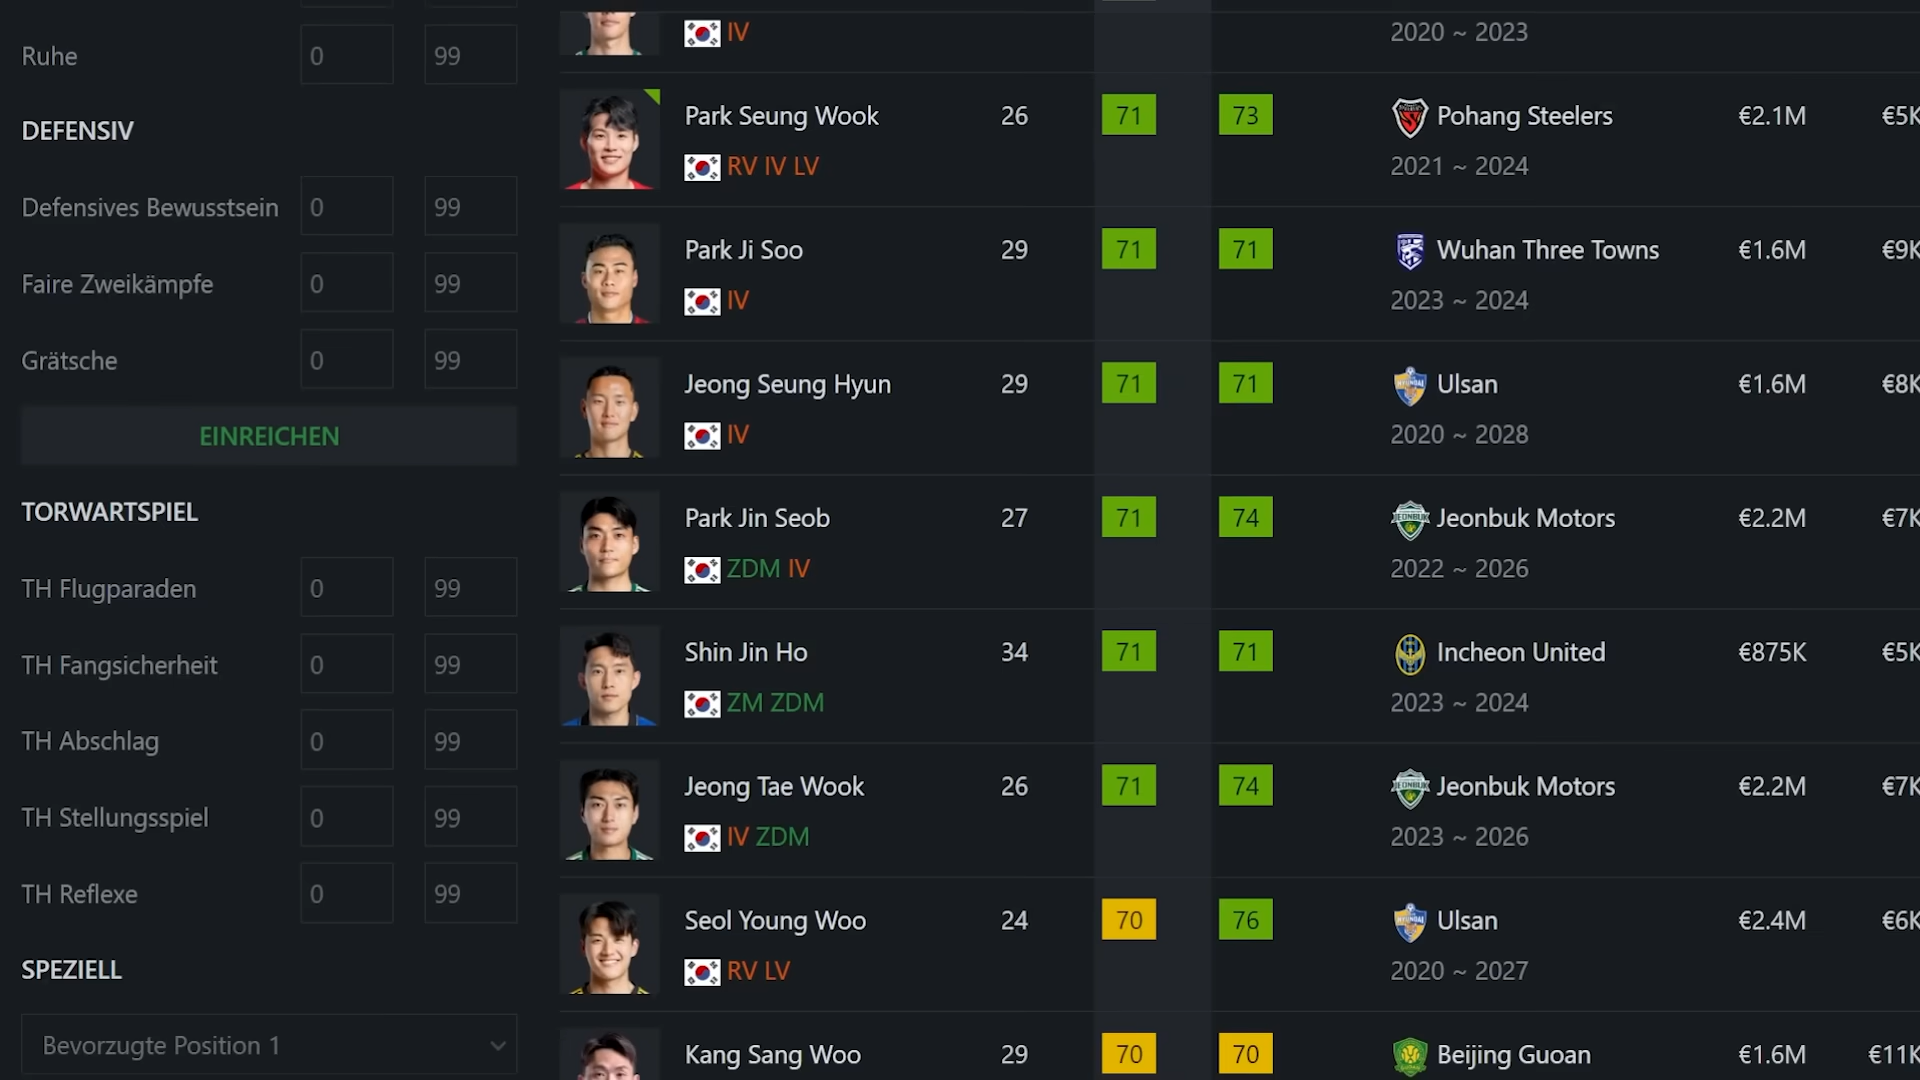 Ruhe 0 99
DEFENSIV
Defensives Bewusstsein 0 99
Faire Zweikämpfe 0 99
Grätsche 0 99
EINREICHEN
TORWARTSPIEL
TH Flugparaden 0 99
TH Fangsicherheit 0 99
TH Abschlag 0 99
TH Stellungsspiel 0 99
TH Reflexe 0 99
SPEZIELL
Bevorzugte Position 1
IV 2020 ~ 2023
Park Seung Wook 26 71 73 Pohang Steelers €2.1M €5K
RV IV LV 2021 ~ 2024
Park Ji Soo 29 71 71 Wuhan Three Towns €1.6M €9K
IV 2023 ~ 2024
Jeong Seung Hyun 29 71 71 Ulsan €1.6M €8K
IV 2020 ~ 2028
Park Jin Seob 27 71 74 Jeonbuk Motors €2.2M €7K
ZDM IV 2022 ~ 2026
Shin Jin Ho 34 71 71 Incheon United €875K €5K
ZM ZDM 2023 ~ 2024
Jeong Tae Wook 26 71 74 Jeonbuk Motors €2.2M €7K
IV ZDM 2023 ~ 2026
Seol Young Woo 24 70 76 Ulsan €2.4M €6K
RV LV 2020 ~ 2027
Kang Sang Woo 29 70 70 Beijing Guoan €1.6M €11K